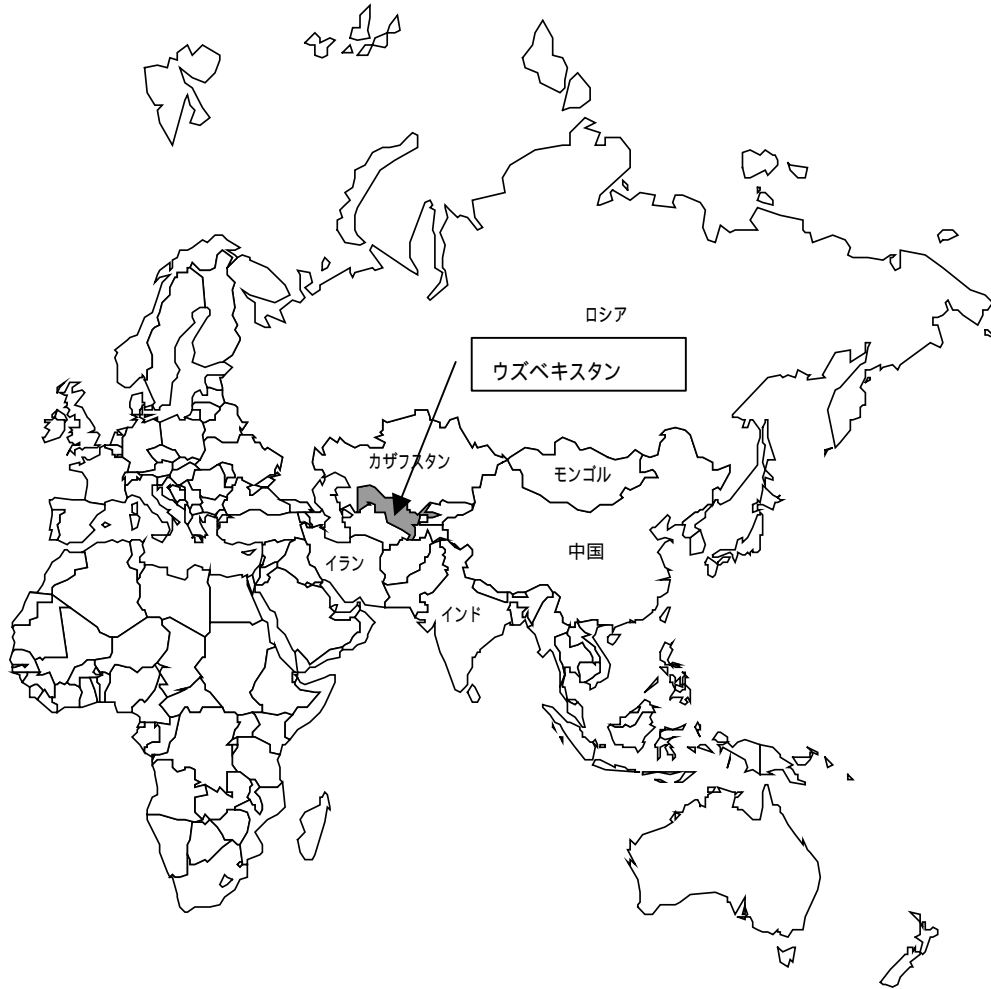 ロシア
ウズベキスタン
カザフスタン
モンゴル
中国
イラン
インド